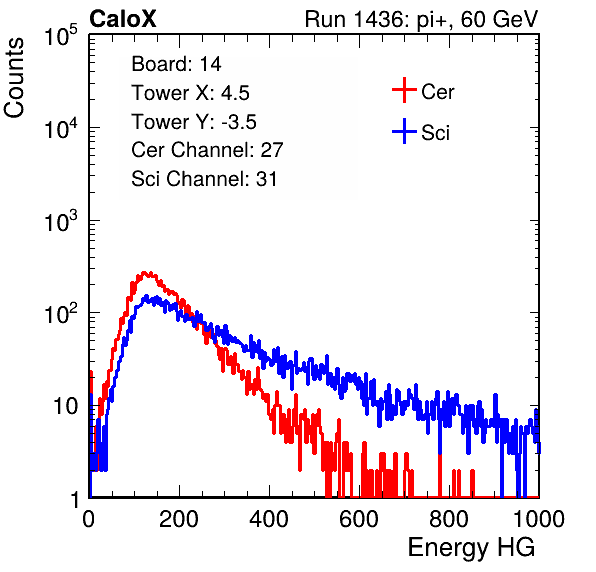 CaloX Run 1436: pi+, 60 GeV
Board: 14
Tower X: 4.5
Tower Y: -3.5
Cer Channel: 27
Sci Channel: 31
Cer
Sci
Counts
10^5
10^4
10^3
10^2
10
1
0 200 400 600 800 1000
Energy HG